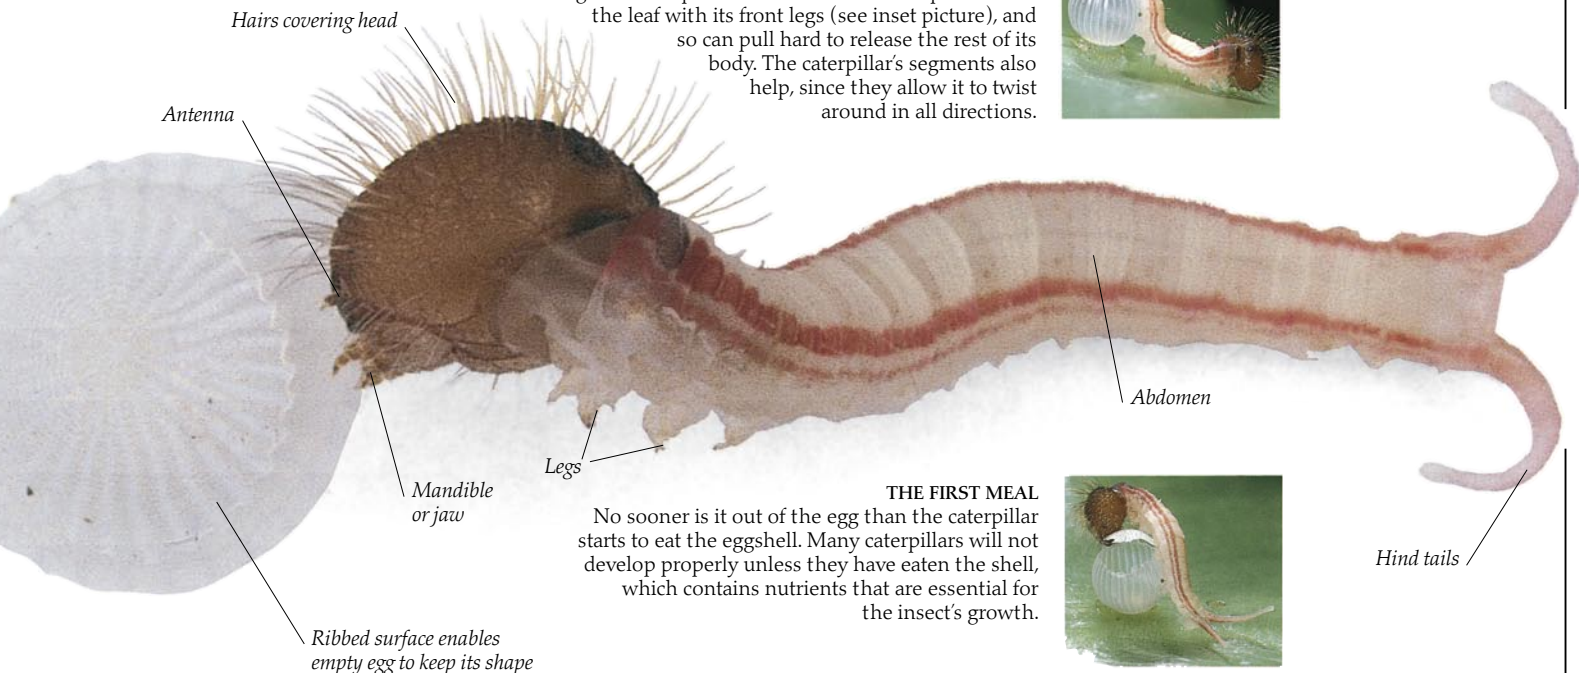 Hairs covering head
the leaf with its front legs (see inset picture), and
so can pull hard to release the rest of its
body. The caterpillar's segments also
help, since they allow it to twist
around in all directions.
Antenna
Abdomen
Legs
Mandible
or jaw
THE FIRST MEAL
No sooner is it out of the egg than the caterpillar
starts to eat the eggshell. Many caterpillars will not
develop properly unless they have eaten the shell,
which contains nutrients that are essential for
the insect's growth.
Hind tails
Ribbed surface enables
empty egg to keep its shape